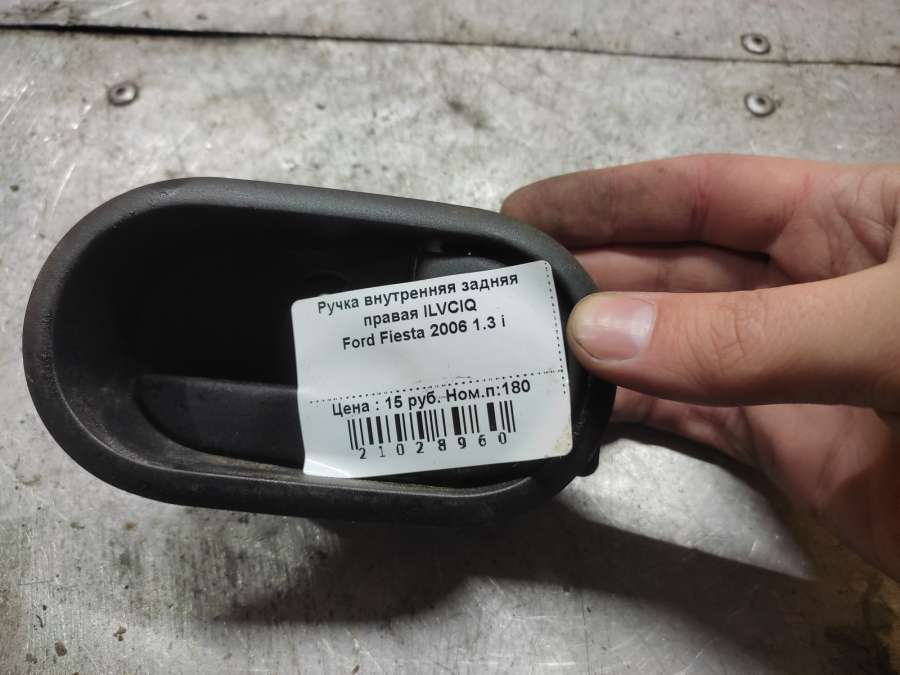 Ручка внутренняя задняя
правая ILVCIQ
Ford Fiesta 2006 1.3 i
Цена : 15 руб. Ном.п:180
21028960